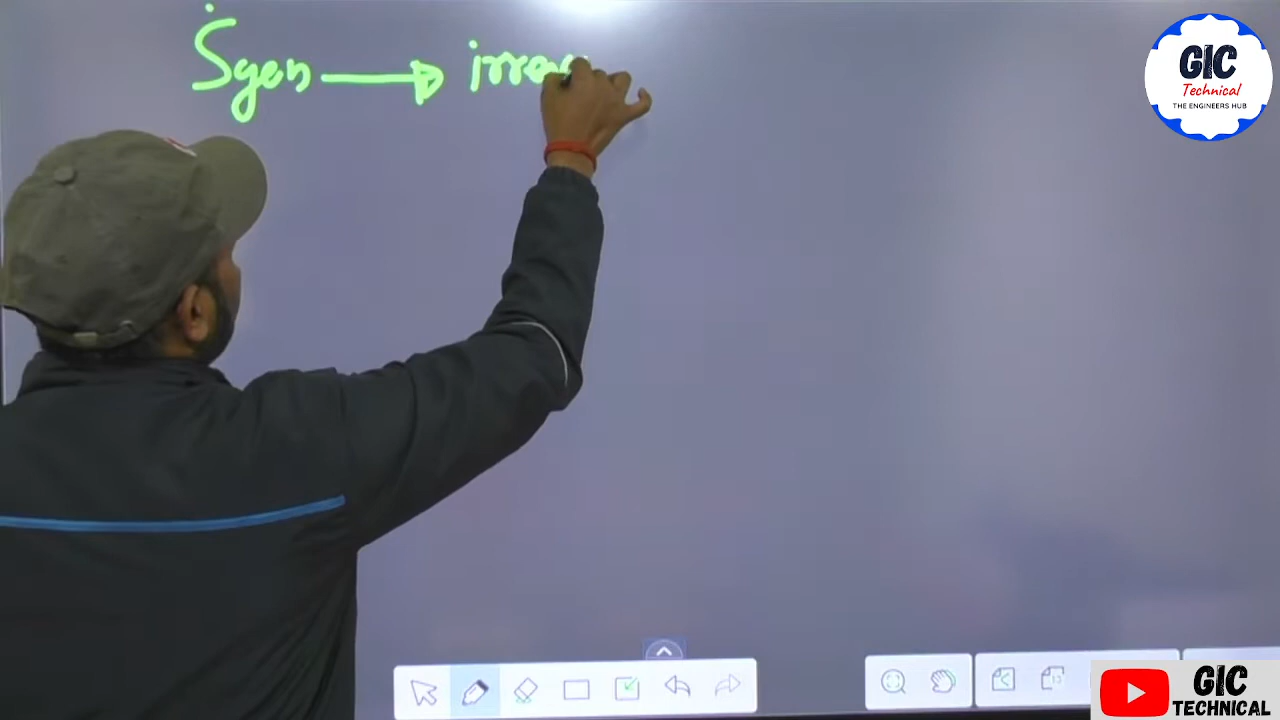 Ṡgen → irrev
GIC
Technical
THE ENGINEERS HUB
GIC
TECHNICAL